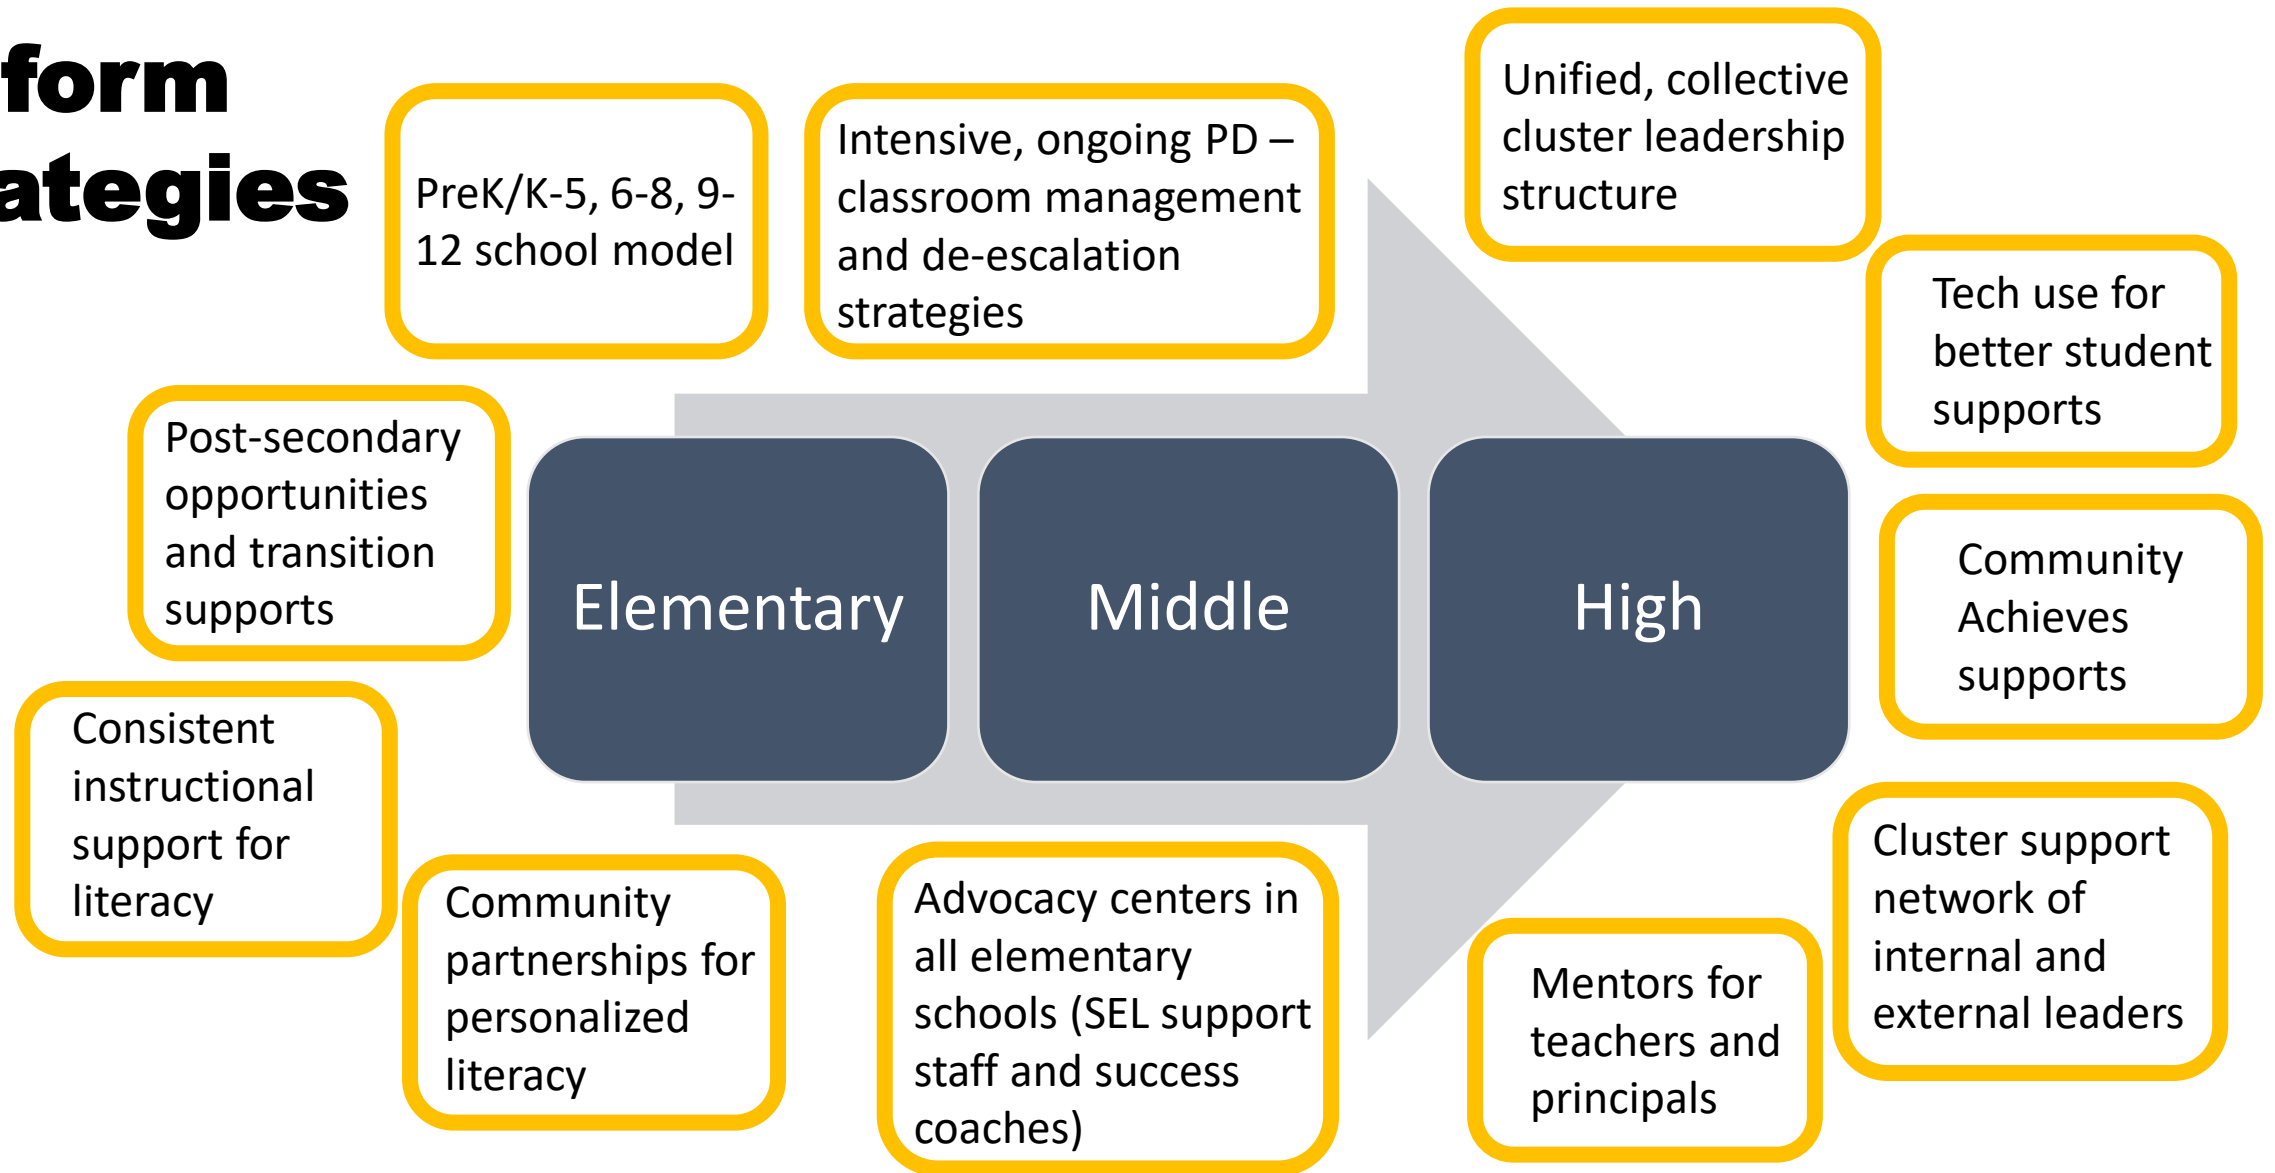 form
ategies
PreK/K-5, 6-8, 9-
12 school model
Intensive, ongoing PD –
classroom management
and de-escalation
strategies
Unified, collective
cluster leadership
structure
Tech use for
better student
supports
Post-secondary
opportunities
and transition
supports
Elementary
Middle
High
Community
Achieves
supports
Consistent
instructional
support for
literacy
Community
partnerships for
personalized
literacy
Advocacy centers in
all elementary
schools (SEL support
staff and success
coaches)
Mentors for
teachers and
principals
Cluster support
network of
internal and
external leaders